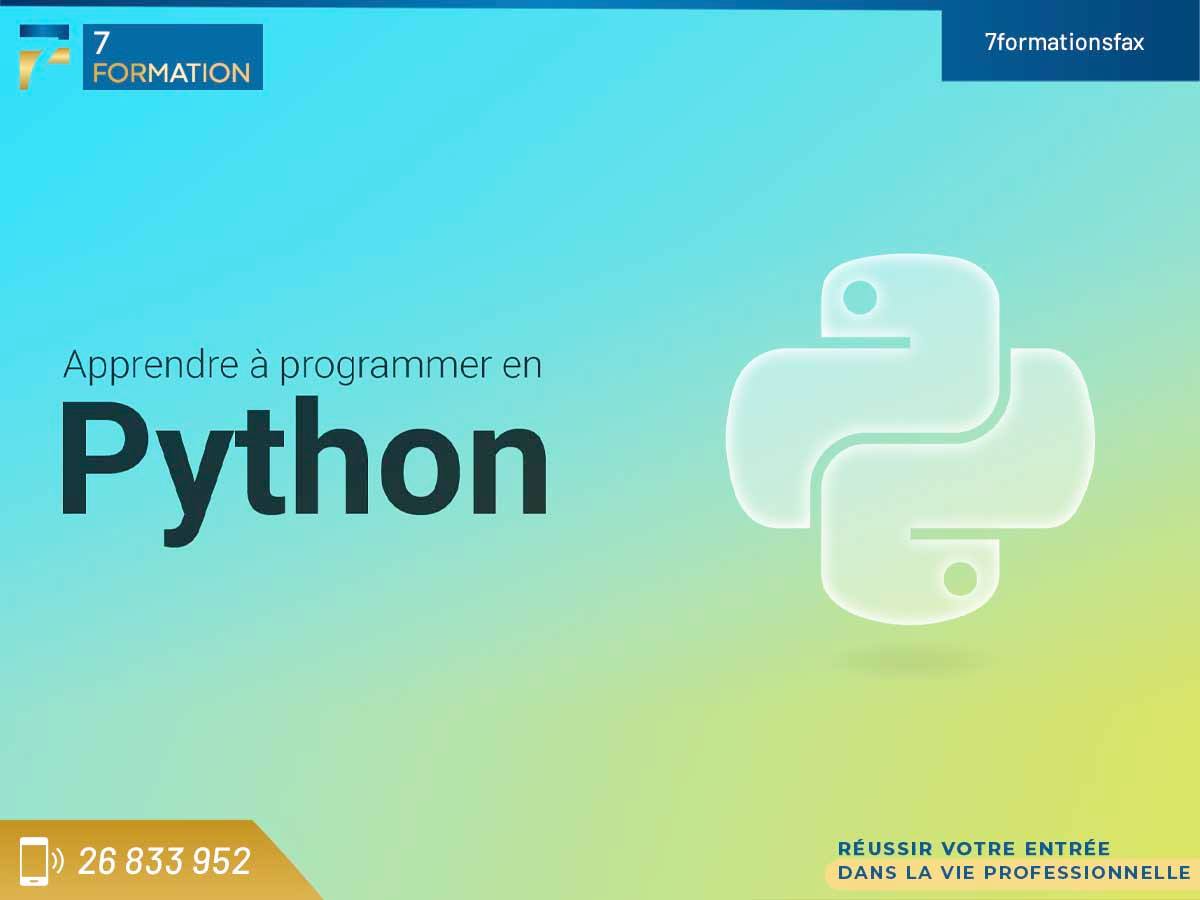 7
FORMATION
7formationsfax
Apprendre à programmer en
Python
26 833 952
RÉUSSIR VOTRE ENTRÉE
DANS LA VIE PROFESSIONNELLE